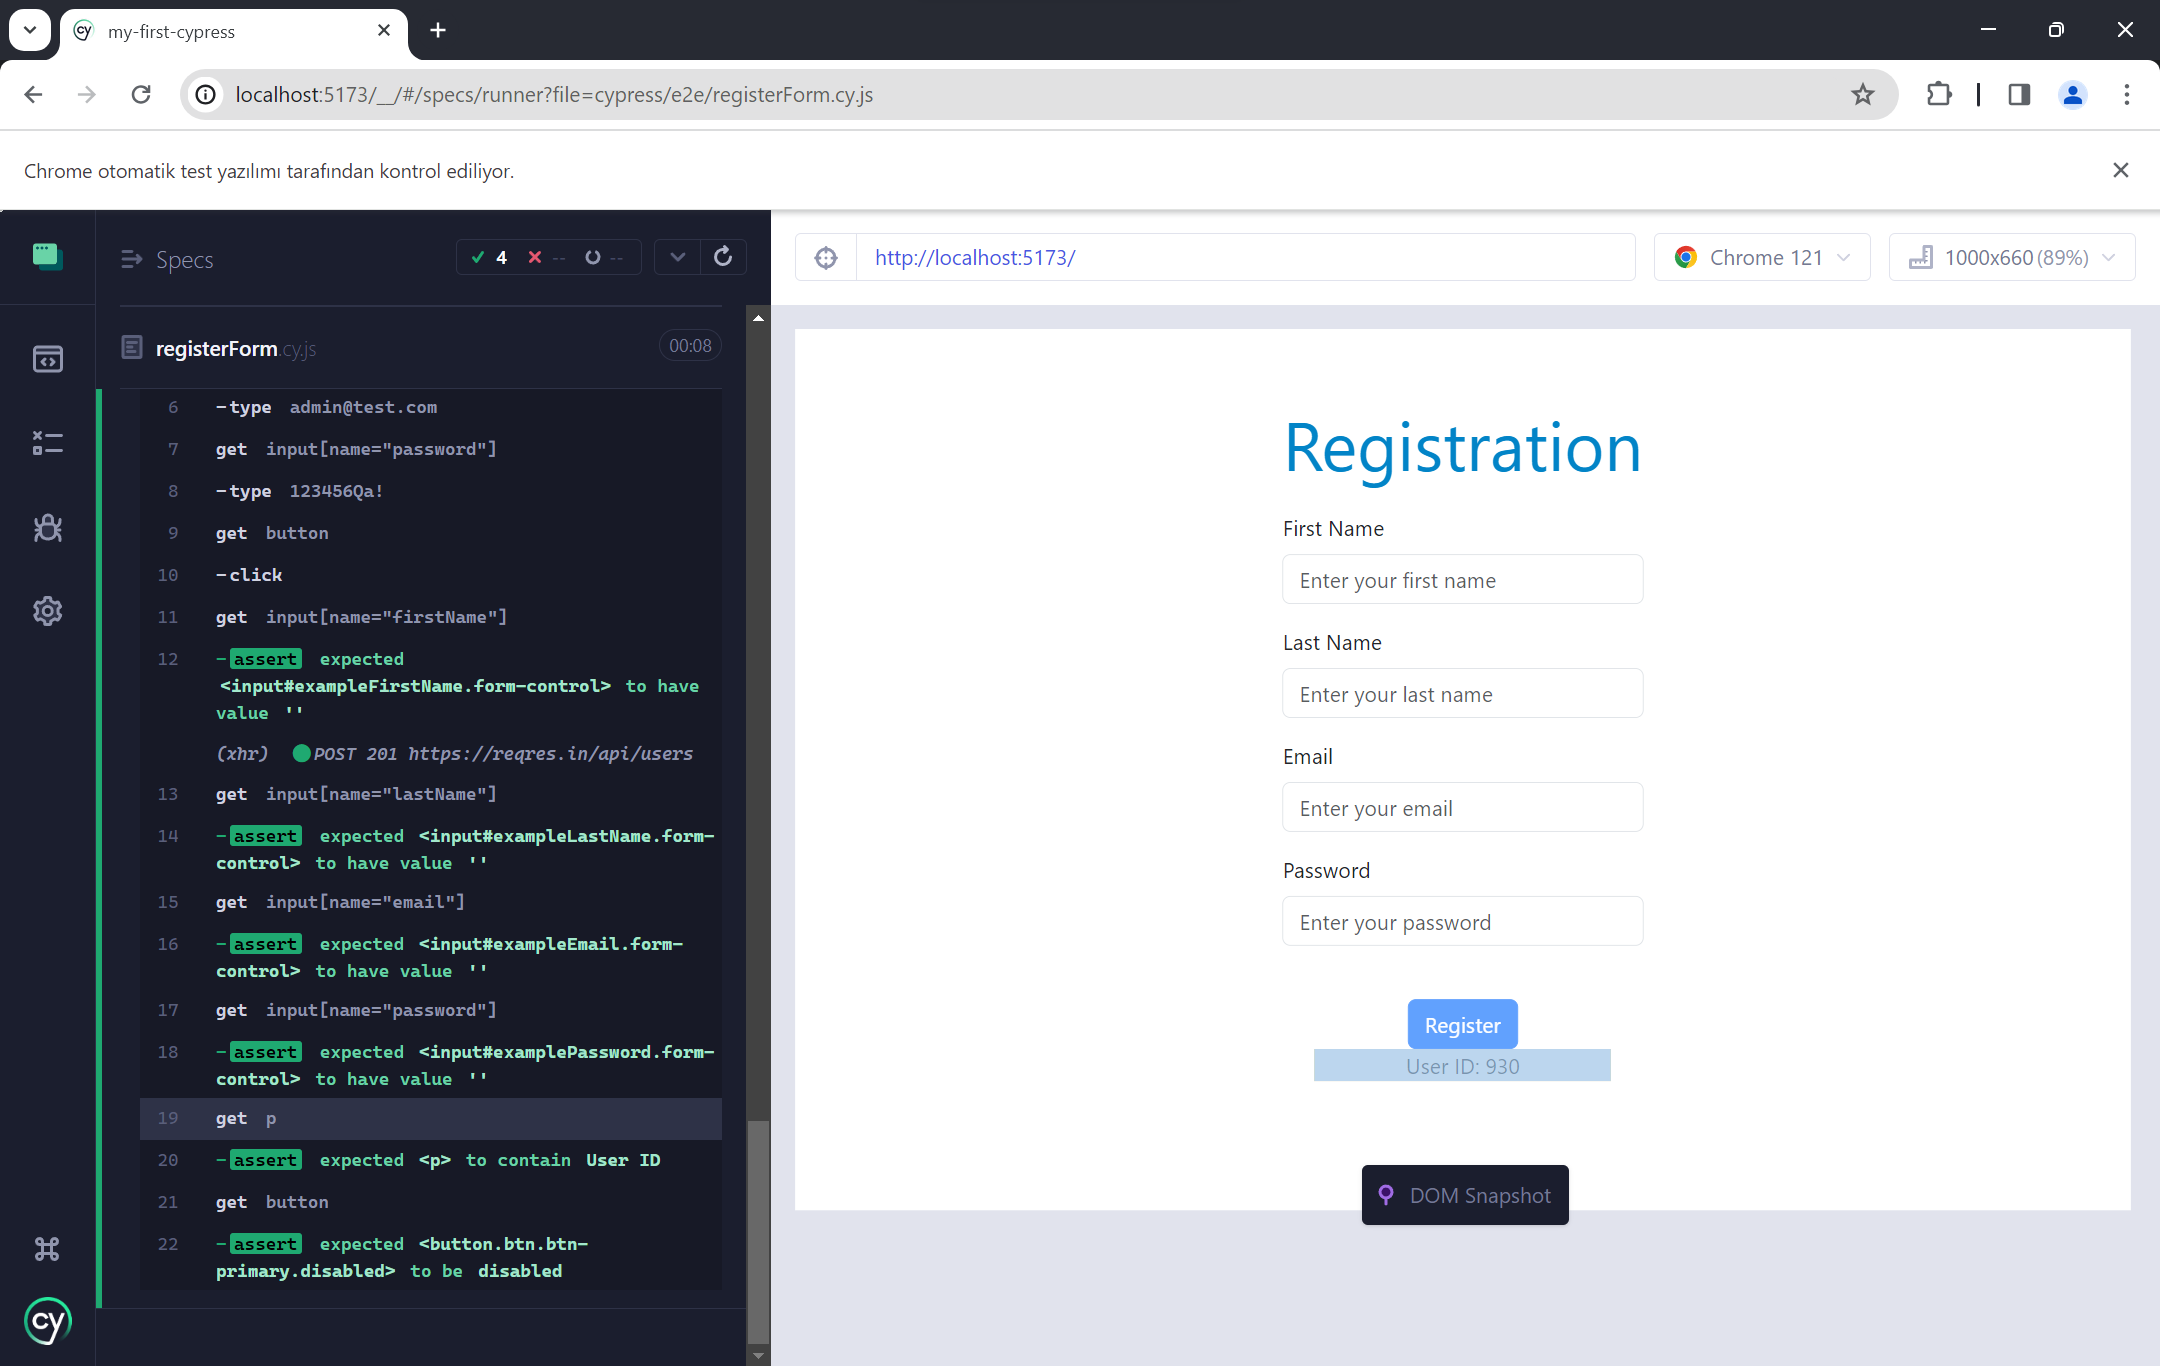 my-first-cypress
localhost:5173/__/#/specs/runner?file=cypress/e2e/registerForm.cy.js
Chrome otomatik test yazılımı tarafından kontrol ediliyor.
Specs
4 -- --
http://localhost:5173/
Chrome 121
1000x660 (89%)
registerForm.cy.js 00:08
6 -type admin@test.com
7 get input[name="password"]
8 -type 123456Qa!
9 get button
10 -click
11 get input[name="firstName"]
12 -assert expected
<input#exampleFirstName.form-control> to have
value ''
(xhr) POST 201 https://reqres.in/api/users
13 get input[name="lastName"]
14 -assert expected <input#exampleLastName.form-
control> to have value ''
15 get input[name="email"]
16 -assert expected <input#exampleEmail.form-
control> to have value ''
17 get input[name="password"]
18 -assert expected <input#examplePassword.form-
control> to have value ''
19 get p
20 -assert expected <p> to contain User ID
21 get button
22 -assert expected <button.btn.btn-
primary.disabled> to be disabled
cy
Registration
First Name
Enter your first name
Last Name
Enter your last name
Email
Enter your email
Password
Enter your password
Register
User ID: 930
DOM Snapshot